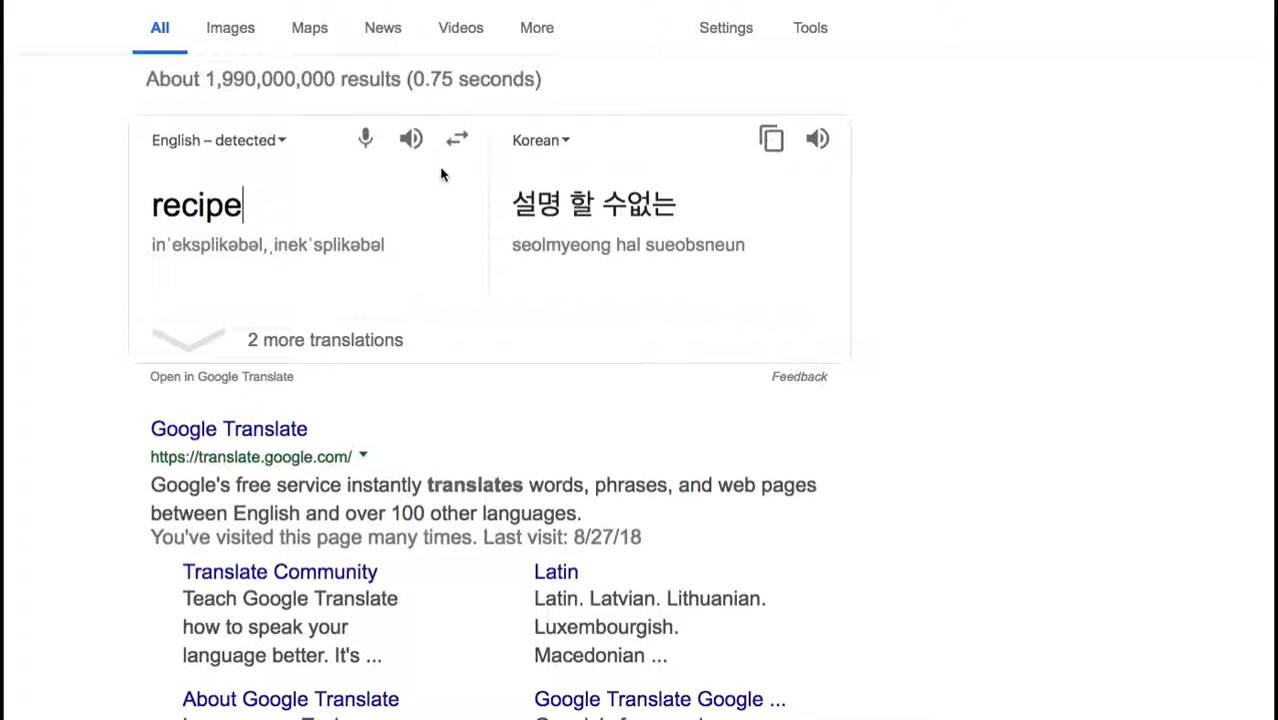 All Images Maps News Videos More Settings Tools
About 1,990,000,000 results (0.75 seconds)
English – detected Korean
recipe 설명 할 수없는
inˈeksplikəbəl,ˌinekˈsplikəbəl seolmyeong hal sueobsneun
2 more translations
Open in Google Translate Feedback
Google Translate
https://translate.google.com/
Google's free service instantly translates words, phrases, and web pages
between English and over 100 other languages.
You've visited this page many times. Last visit: 8/27/18
Translate Community Latin
Teach Google Translate Latin. Latvian. Lithuanian.
how to speak your Luxembourgish.
language better. It's ... Macedonian ...
About Google Translate Google Translate Google ...